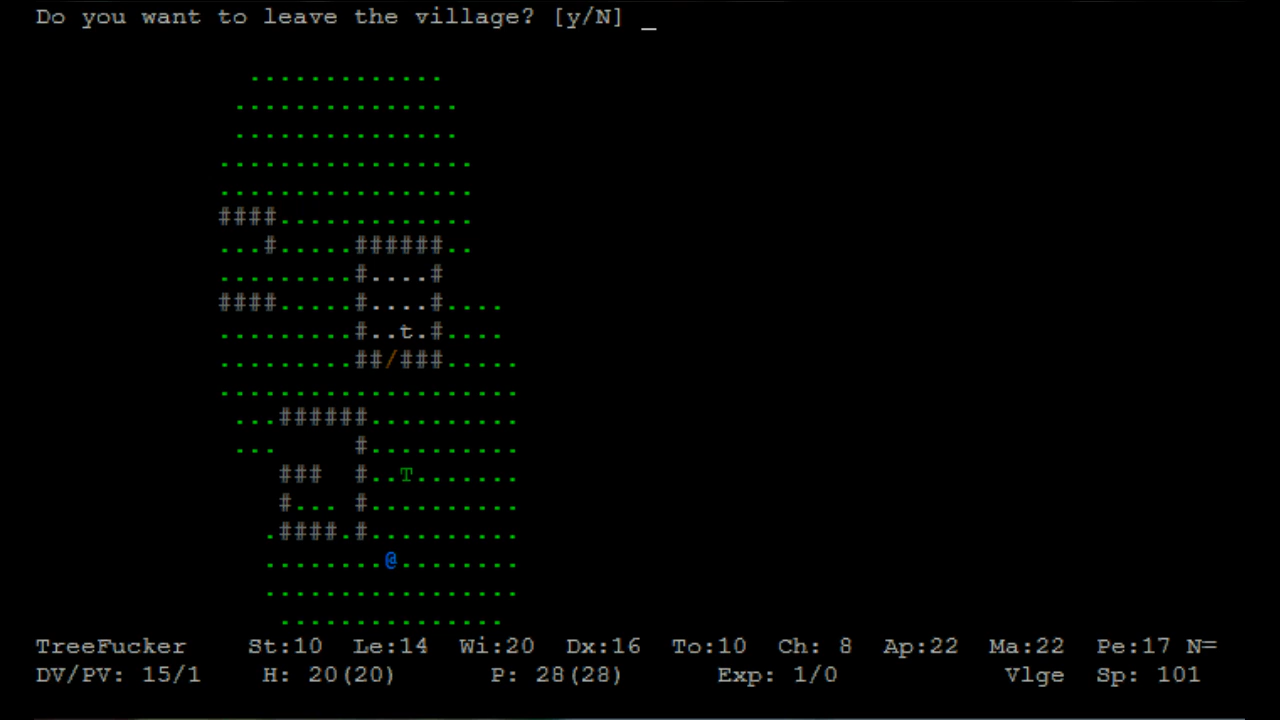 Do you want to leave the village? [y/N] _
. . . . . . . . . . . . .
. . . . . . . . . . . . . . .
. . . . . . . . . . . . . . .
.................
.................
####.............
...#.....######..
.........#....#
####.....#....#....
.........#..t.#....
.........##/###.....
....................
...######..........
...      #..........
###  #..T.......
#... #..........
.####.#..........
........@........
.................
...............
TreeFucker St:10 Le:14 Wi:20 Dx:16 To:10 Ch: 8 Ap:22 Ma:22 Pe:17 N=
DV/PV: 15/1 H: 20(20) P: 28(28) Exp: 1/0 Vlge Sp: 101